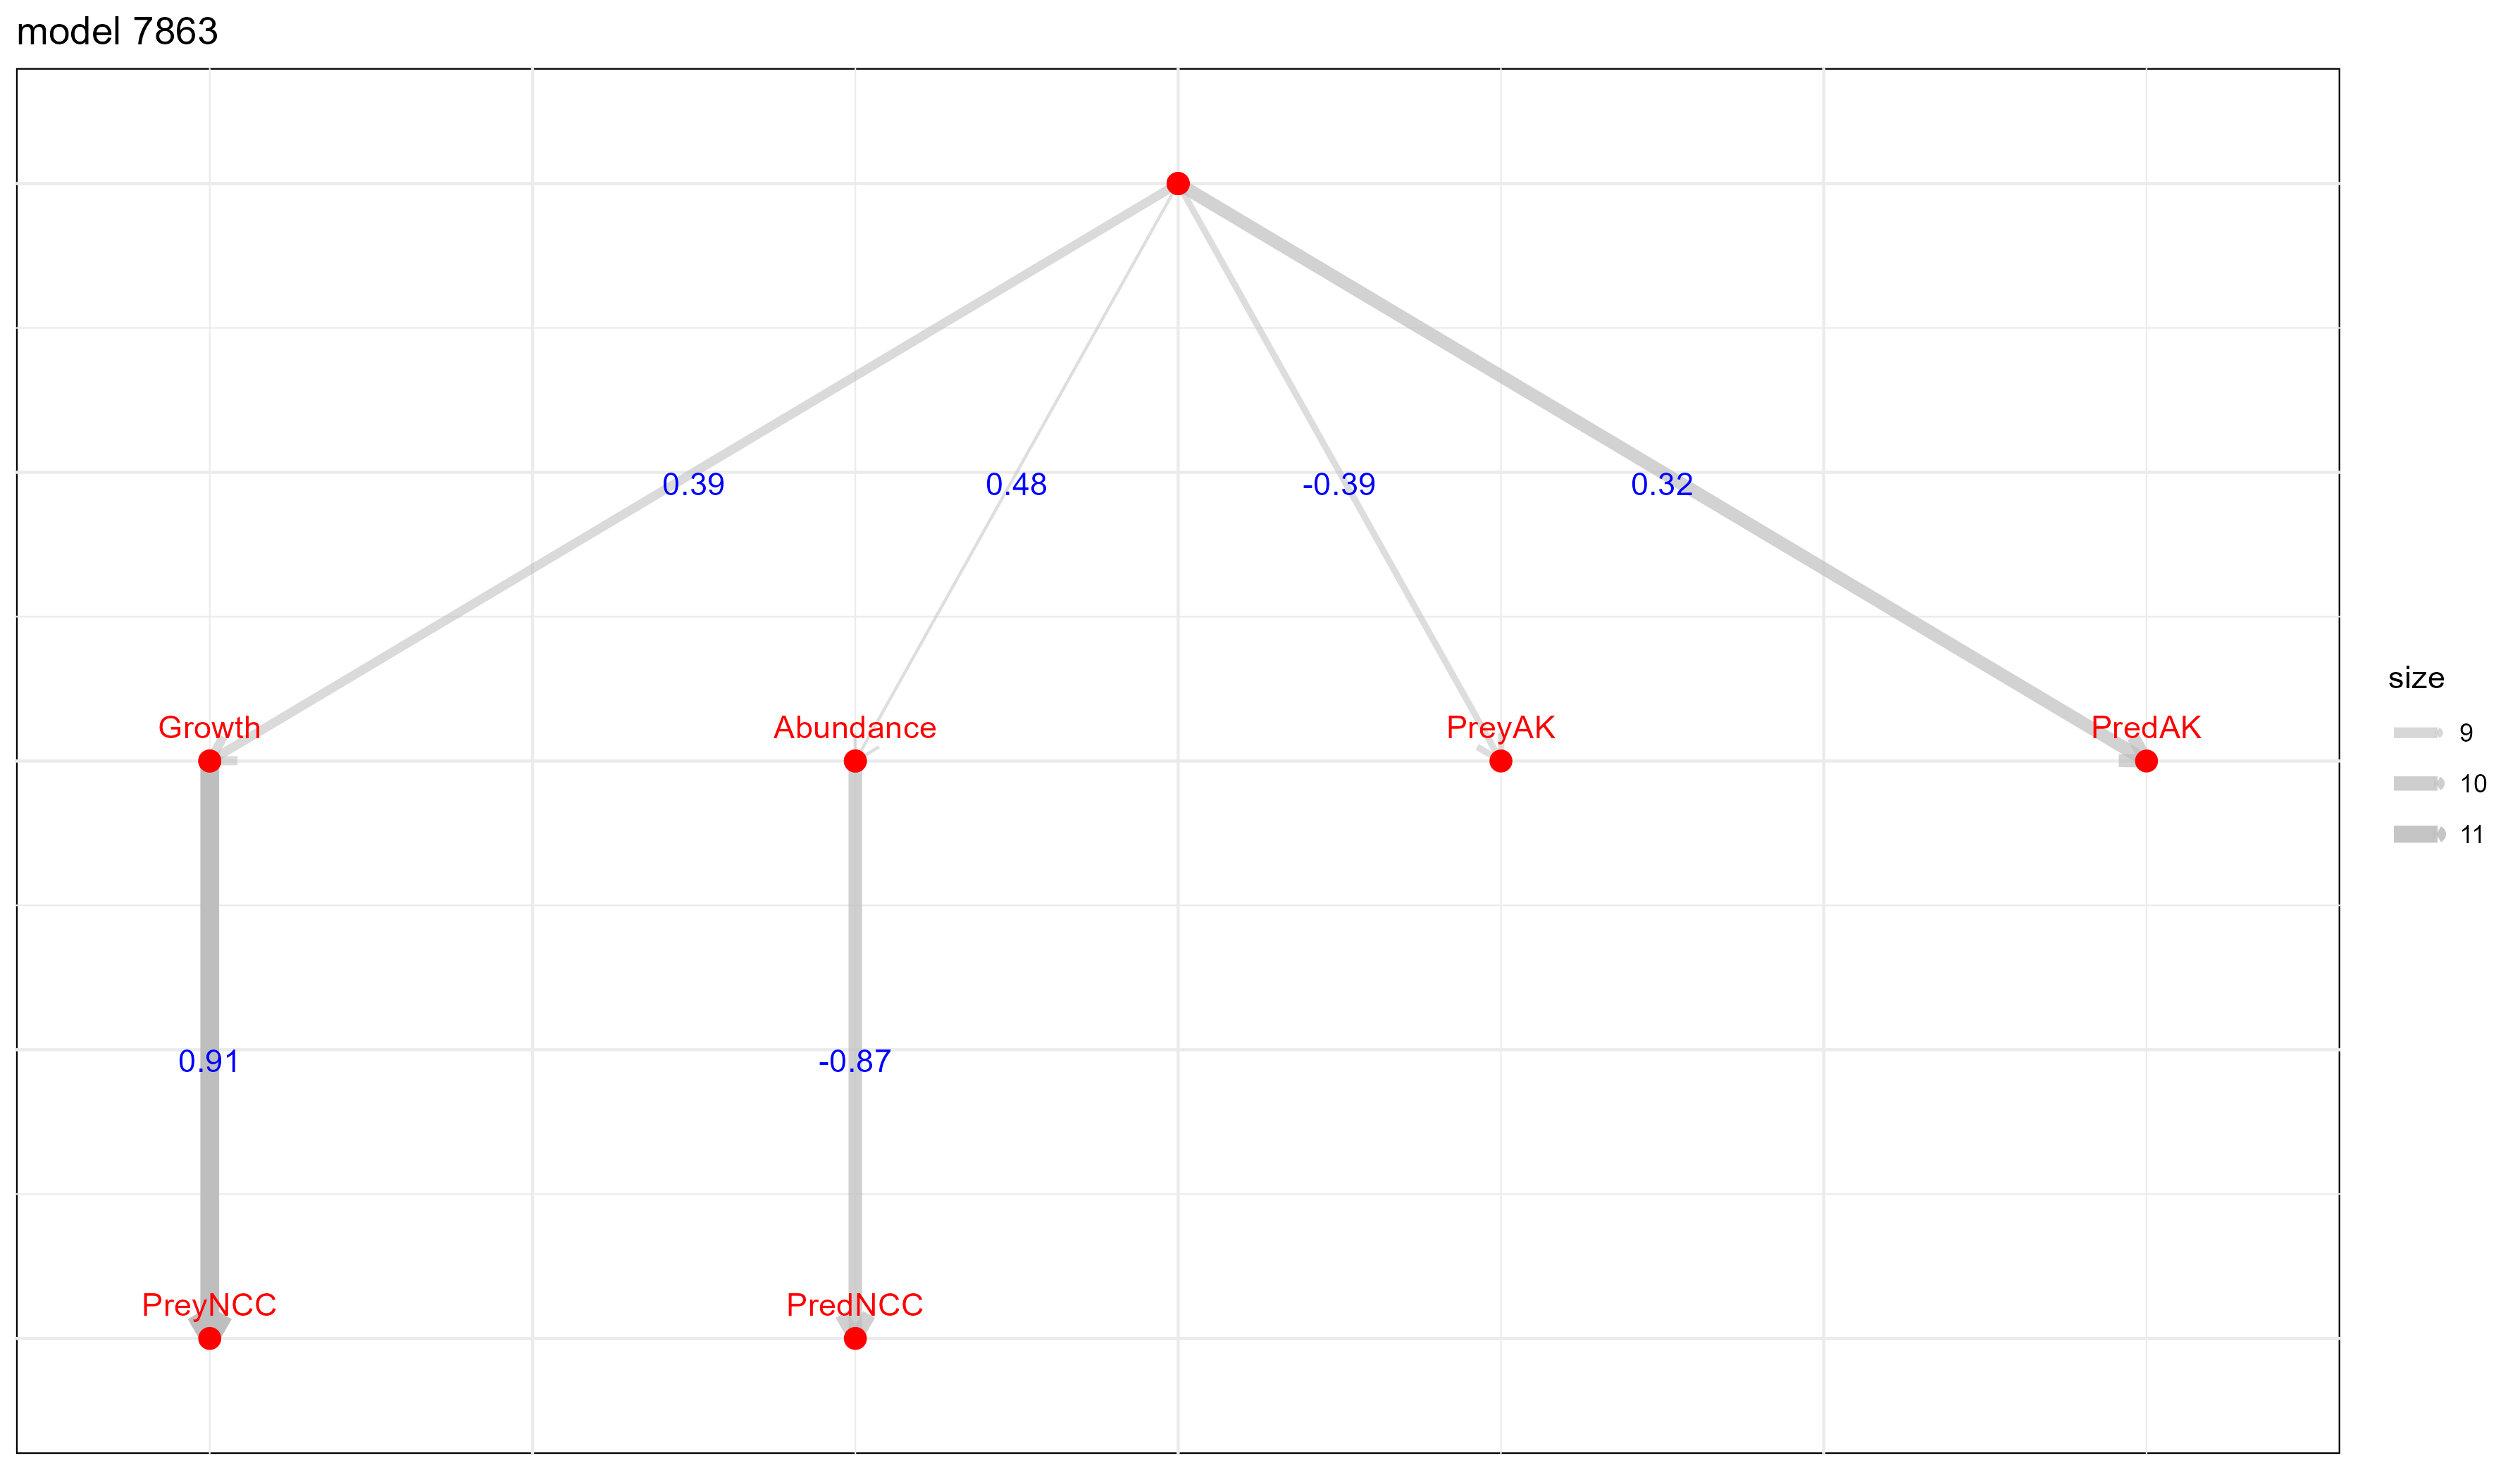 model 7863
0.39 0.48 -0.39 0.32
Growth Abundance PreyAK PredAK
size
9
10
11
0.91 -0.87
PreyNCC PredNCC